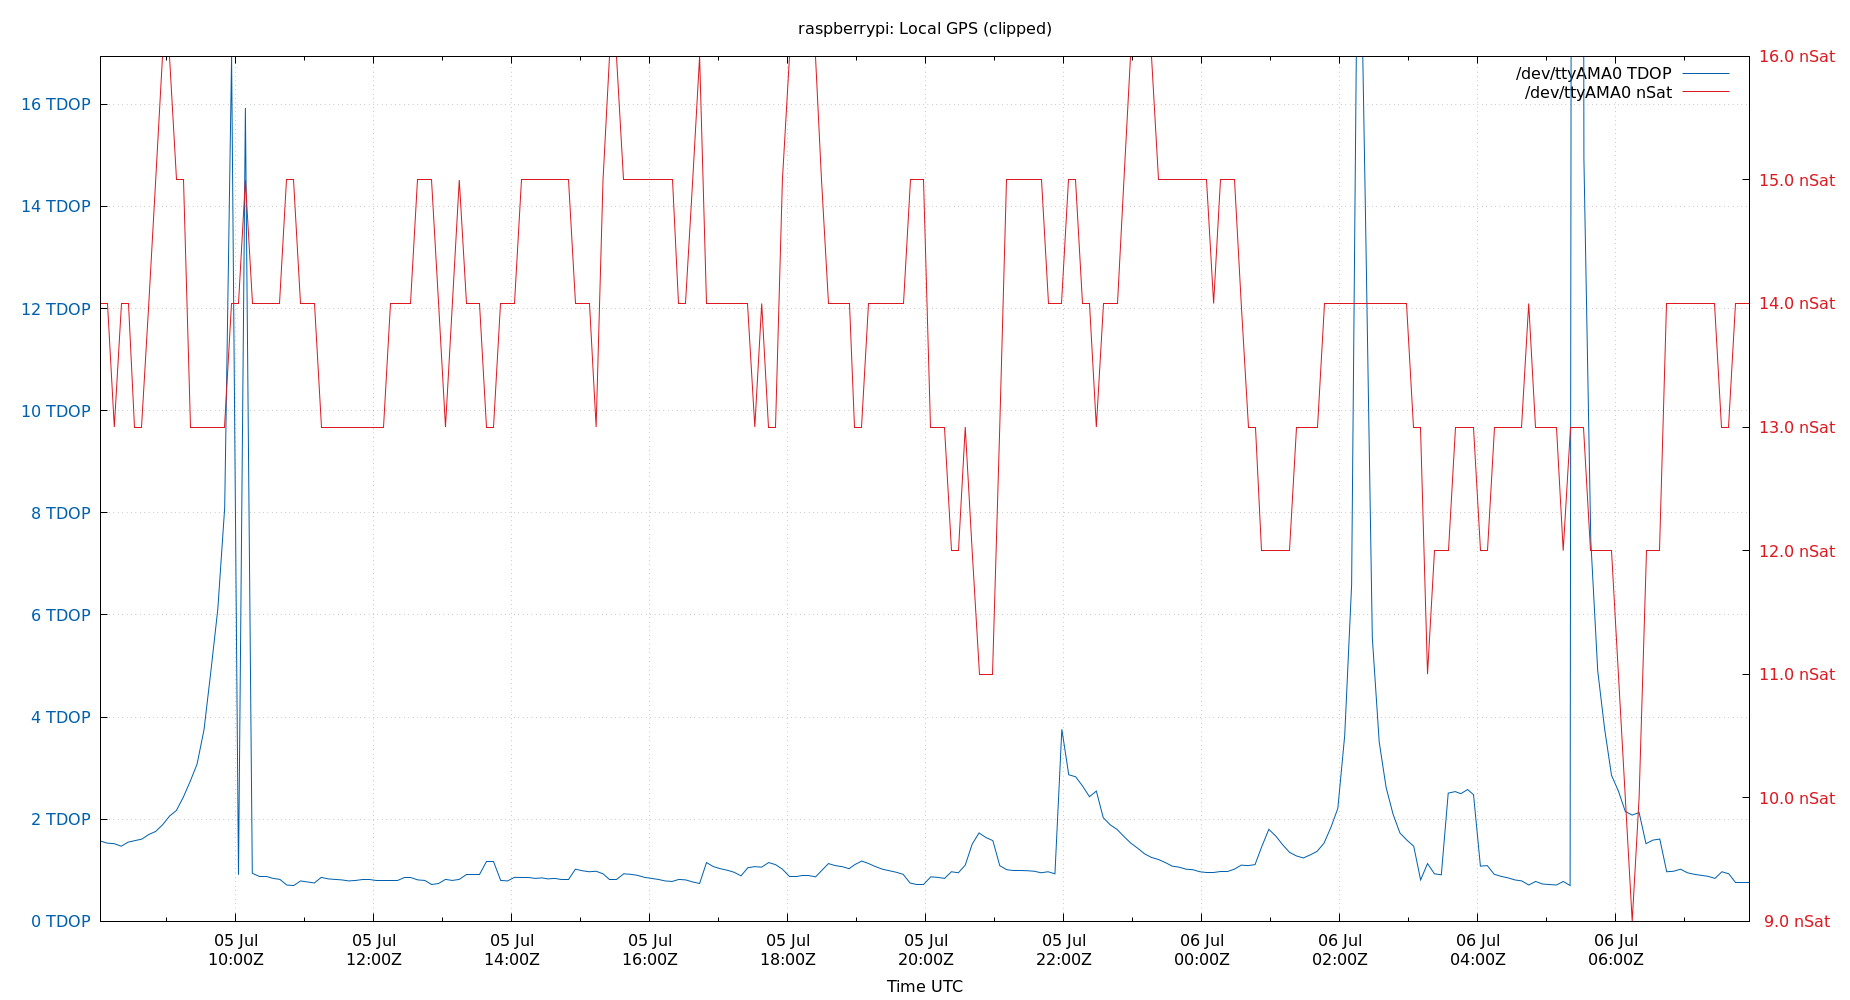 raspberrypi: Local GPS (clipped)
/dev/ttyAMA0 TDOP
/dev/ttyAMA0 nSat
16 TDOP
14 TDOP
12 TDOP
10 TDOP
8 TDOP
6 TDOP
4 TDOP
2 TDOP
0 TDOP
16.0 nSat
15.0 nSat
14.0 nSat
13.0 nSat
12.0 nSat
11.0 nSat
10.0 nSat
9.0 nSat
05 Jul
10:00Z
05 Jul
12:00Z
05 Jul
14:00Z
05 Jul
16:00Z
05 Jul
18:00Z
05 Jul
20:00Z
05 Jul
22:00Z
06 Jul
00:00Z
06 Jul
02:00Z
06 Jul
04:00Z
06 Jul
06:00Z
Time UTC